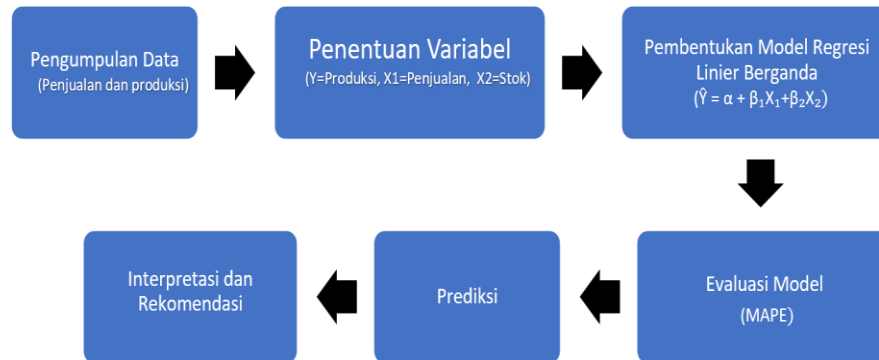 Pengumpulan Data
(Penjualan dan produksi)
Penentuan Variabel
(Y=Produksi, X1=Penjualan, X2=Stok)
Pembentukan Model Regresi
Linier Berganda
(Ŷ = α + β₁X₁+β₂X₂)
Evaluasi Model
(MAPE)
Prediksi
Interpretasi dan
Rekomendasi